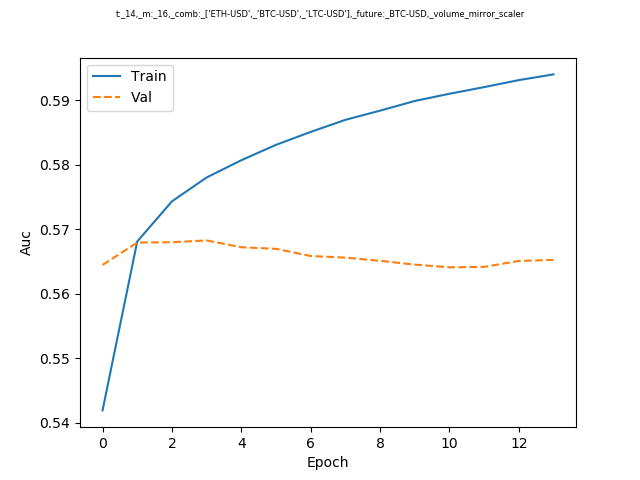 t:_14,_m:_16,_comb:_['ETH-USD',_'BTC-USD',_'LTC-USD'],_future:_BTC-USD,_volume_mirror_scaler
Train
Val
0.59
0.58
0.57
0.56
0.55
0.54
Auc
0 2 4 6 8 10 12
Epoch